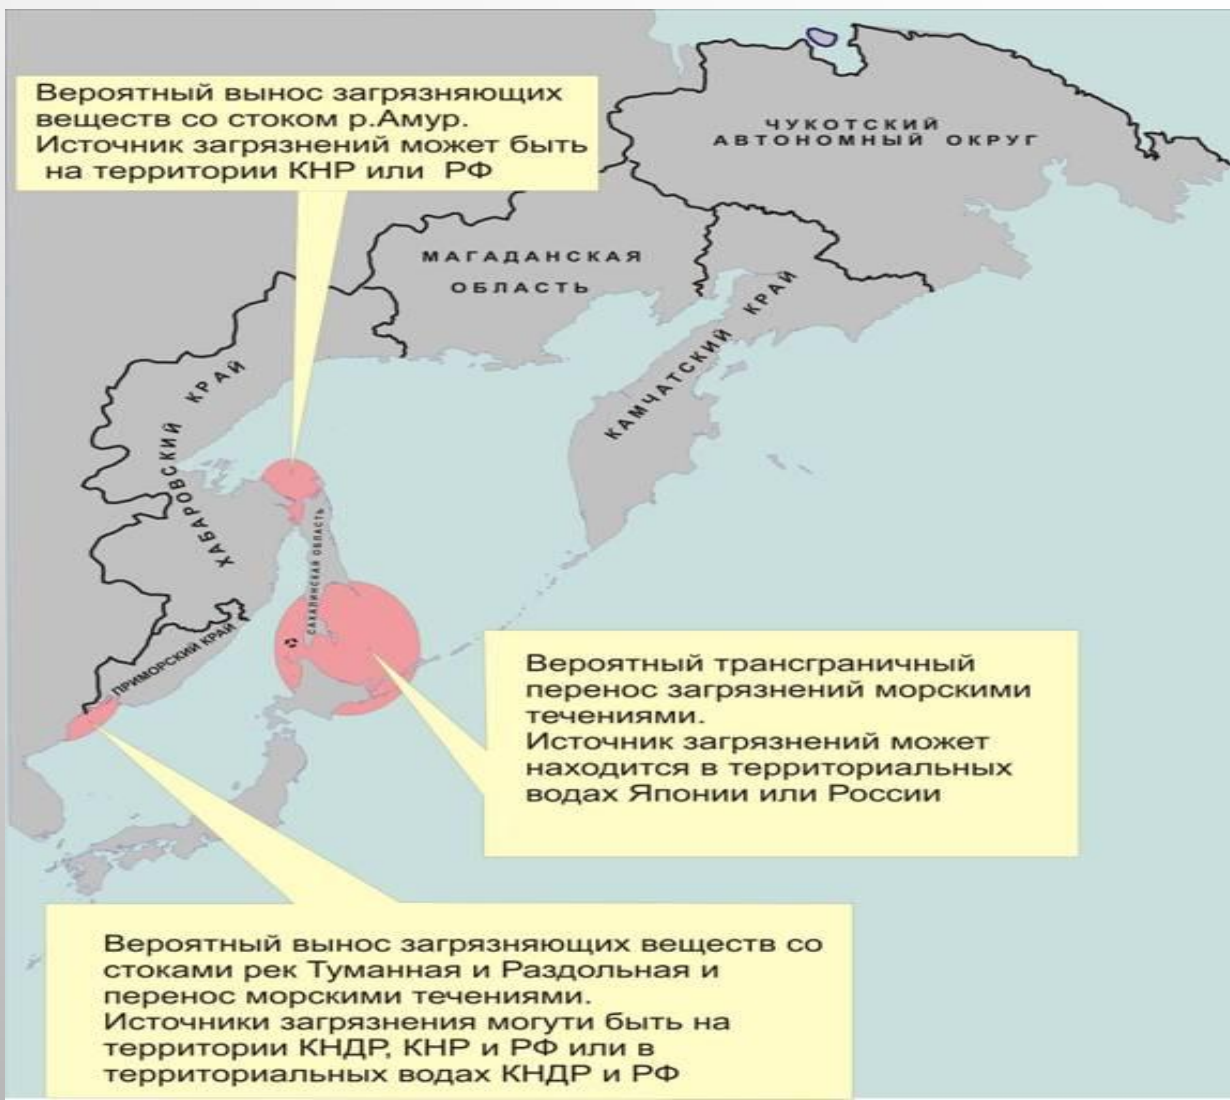 Вероятный вынос загрязняющих
веществ со стоком р.Амур.
Источник загрязнений может быть
на территории КНР или РФ
ЧУКОТСКИЙ
АВТОНОМНЫЙ ОКРУГ
МАГАДАНСКАЯ
ОБЛАСТЬ
КАМЧАТСКИЙ КРАЙ
ХАБАРОВСКИЙ КРАЙ
САХАЛИНСКАЯ ОБЛАСТЬ
ПРИМОРСКИЙ КРАЙ
Вероятный трансграничный
перенос загрязнений морскими
течениями.
Источник загрязнений может
находится в территориальных
водах Японии или России
Вероятный вынос загрязняющих веществ со
стоками рек Туманная и Раздольная и
перенос морскими течениями.
Источники загрязнения могути быть на
территории КНДР, КНР и РФ или в
территориальных водах КНДР и РФ